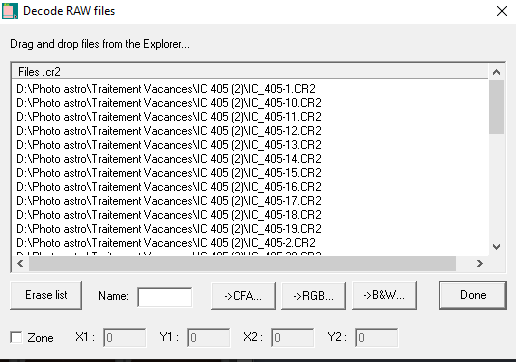 Decode RAW files
Drag and drop files from the Explorer...
Files .cr2
D:\Photo astro\Traitement Vacances\IC 405 (2)\IC_405-1.CR2
D:\Photo astro\Traitement Vacances\IC 405 (2)\IC_405-10.CR2
D:\Photo astro\Traitement Vacances\IC 405 (2)\IC_405-11.CR2
D:\Photo astro\Traitement Vacances\IC 405 (2)\IC_405-12.CR2
D:\Photo astro\Traitement Vacances\IC 405 (2)\IC_405-13.CR2
D:\Photo astro\Traitement Vacances\IC 405 (2)\IC_405-14.CR2
D:\Photo astro\Traitement Vacances\IC 405 (2)\IC_405-15.CR2
D:\Photo astro\Traitement Vacances\IC 405 (2)\IC_405-16.CR2
D:\Photo astro\Traitement Vacances\IC 405 (2)\IC_405-17.CR2
D:\Photo astro\Traitement Vacances\IC 405 (2)\IC_405-18.CR2
D:\Photo astro\Traitement Vacances\IC 405 (2)\IC_405-19.CR2
D:\Photo astro\Traitement Vacances\IC 405 (2)\IC_405-2.CR2
Erase list Name: ->CFA... ->RGB... ->B&W... Done
Zone X1 : 0 Y1 : 0 X2 : 0 Y2 : 0